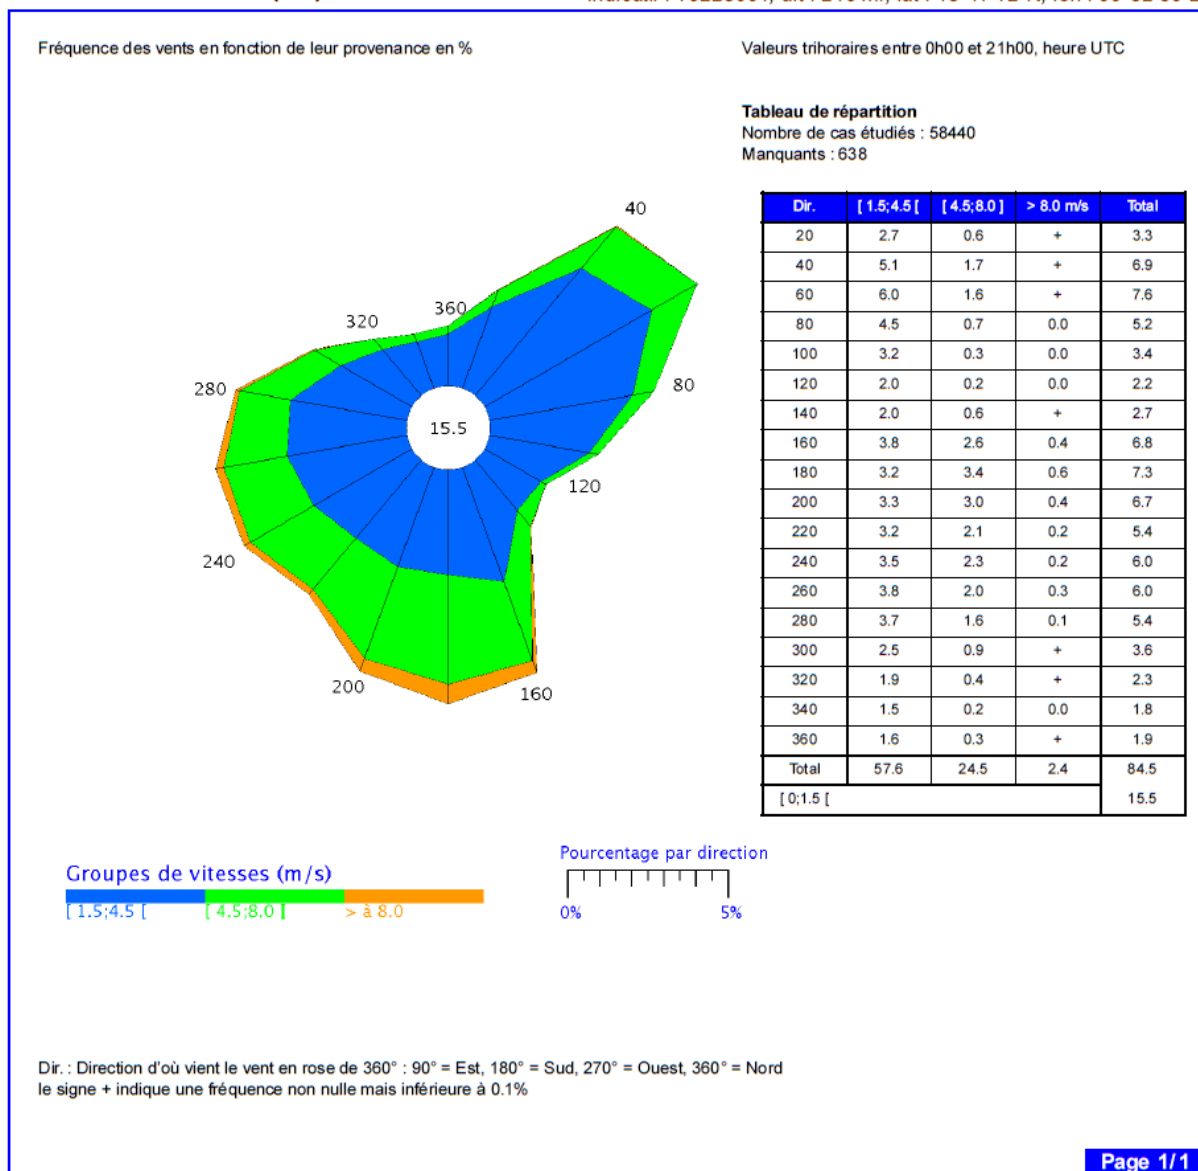 Fréquence des vents en fonction de leur provenance en %
Valeurs trihoraires entre 0h00 et 21h00, heure UTC
Tableau de répartition
Nombre de cas étudiés : 58440
Manquants : 638
40
360
320
280
80
15.5
120
240
200
160
Dir. [ 1.5;4.5 [ [ 4.5;8.0 ] > 8.0 m/s Total
20 2.7 0.6 + 3.3
40 5.1 1.7 + 6.9
60 6.0 1.6 + 7.6
80 4.5 0.7 0.0 5.2
100 3.2 0.3 0.0 3.4
120 2.0 0.2 0.0 2.2
140 2.0 0.6 + 2.7
160 3.8 2.6 0.4 6.8
180 3.2 3.4 0.6 7.3
200 3.3 3.0 0.4 6.7
220 3.2 2.1 0.2 5.4
240 3.5 2.3 0.2 6.0
260 3.8 2.0 0.3 6.0
280 3.7 1.6 0.1 5.4
300 2.5 0.9 + 3.6
320 1.9 0.4 + 2.3
340 1.5 0.2 0.0 1.8
360 1.6 0.3 + 1.9
Total 57.6 24.5 2.4 84.5
[ 0;1.5 [ 15.5
Groupes de vitesses (m/s)
[ 1.5;4.5 [ [ 4.5;8.0 ] > à 8.0
Pourcentage par direction
0% 5%
Dir. : Direction d'où vient le vent en rose de 360° : 90° = Est, 180° = Sud, 270° = Ouest, 360° = Nord
le signe + indique une fréquence non nulle mais inférieure à 0.1%
Page 1/1